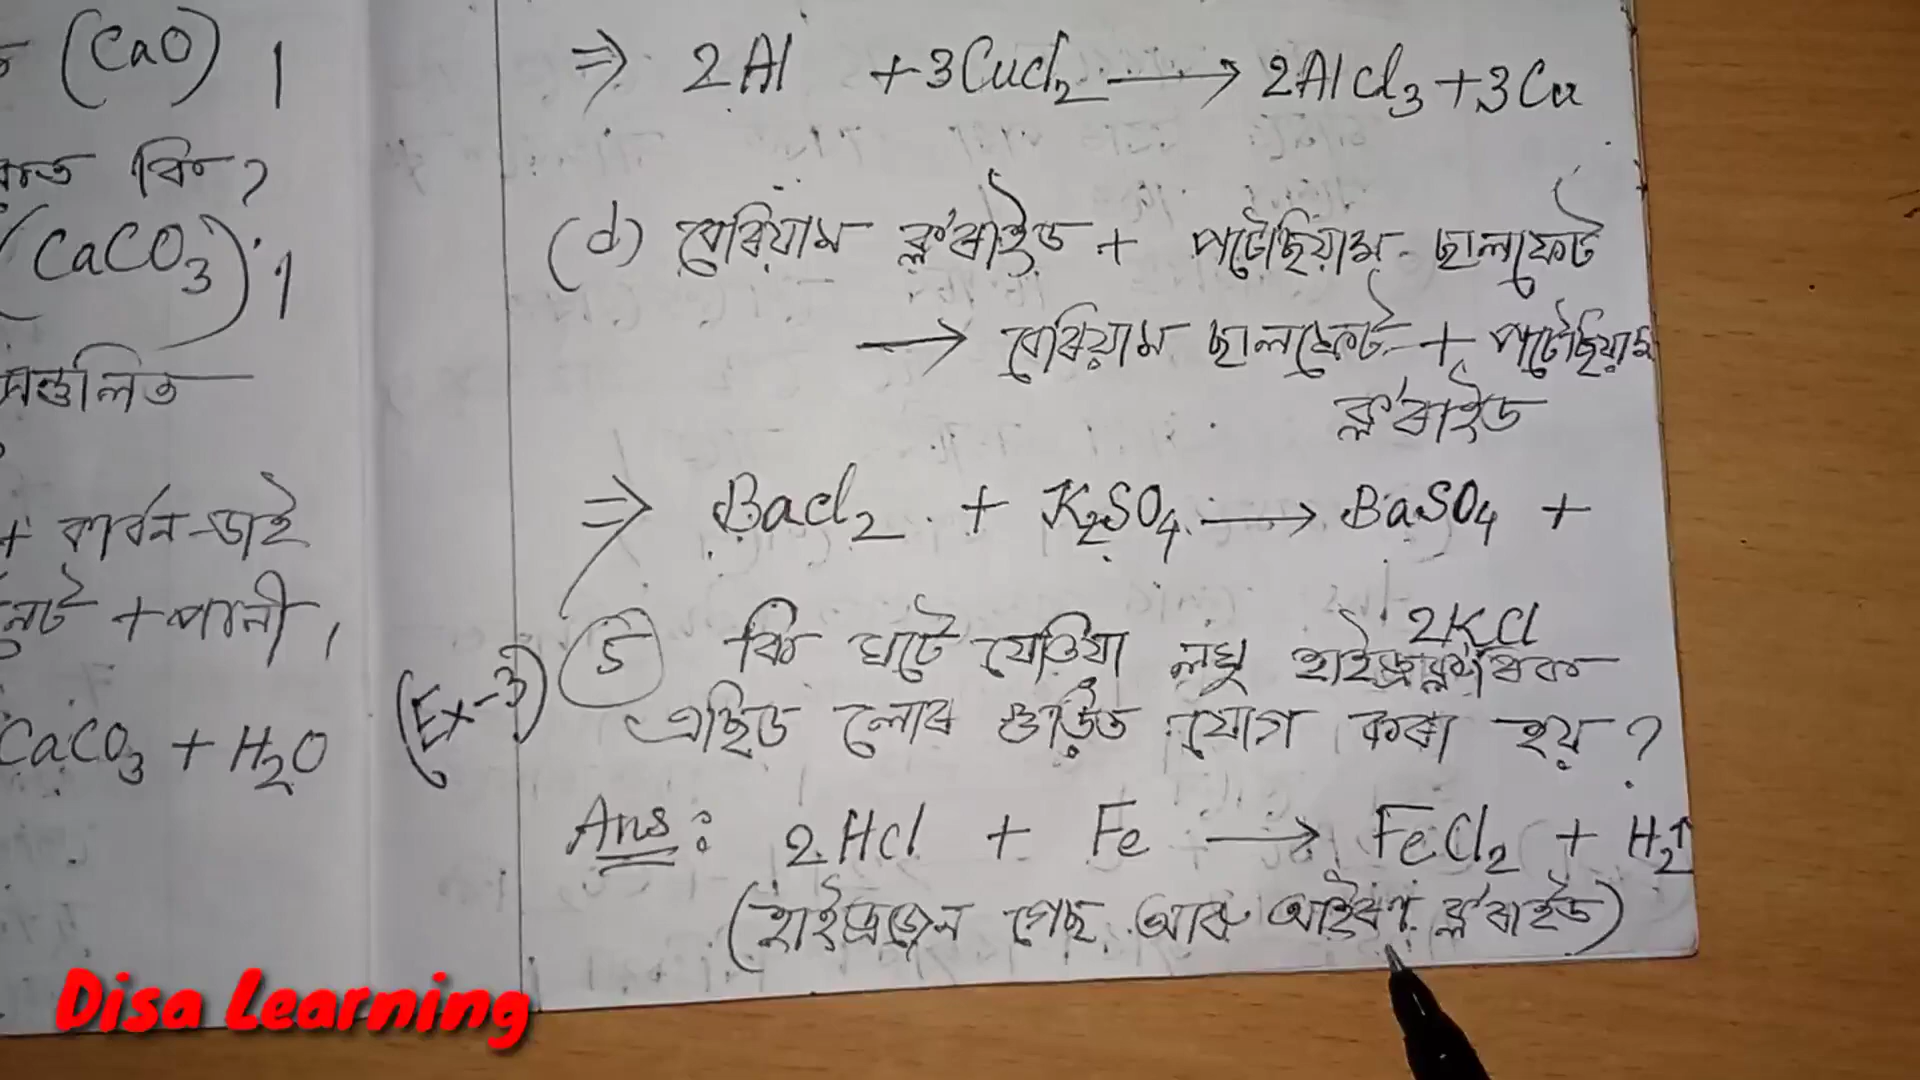 (CaO) ।
কি?
(CaCO₃) ।
সন্তুলিত
+ কাৰ্বন-ডাই
+ পানী ,
CaCO₃ + H₂O
⇒ 2Al + 3CuCl₂ → 2AlCl₃ + 3Cu
(d) বেৰিয়াম ক্ল'ৰাইড + পটেছিয়াম ছালফেট
→ বেৰিয়াম ছালফেট + পটেছিয়াম
ক্ল'ৰাইড
⇒ BaCl₂ + K₂SO₄ → BaSO₄ +
2KCl
(Ex-3) 5 কি ঘটে যেতিয়া লঘু হাইড্ৰক্ল'ৰিক
এছিড লোৰ গুড়িত যোগ কৰা হয় ?
Ans: 2HCl + Fe → FeCl₂ + H₂↑
(হাইড্ৰজেন গেছ আৰু আইৰণ ক্ল'ৰাইড)
Disa Learning